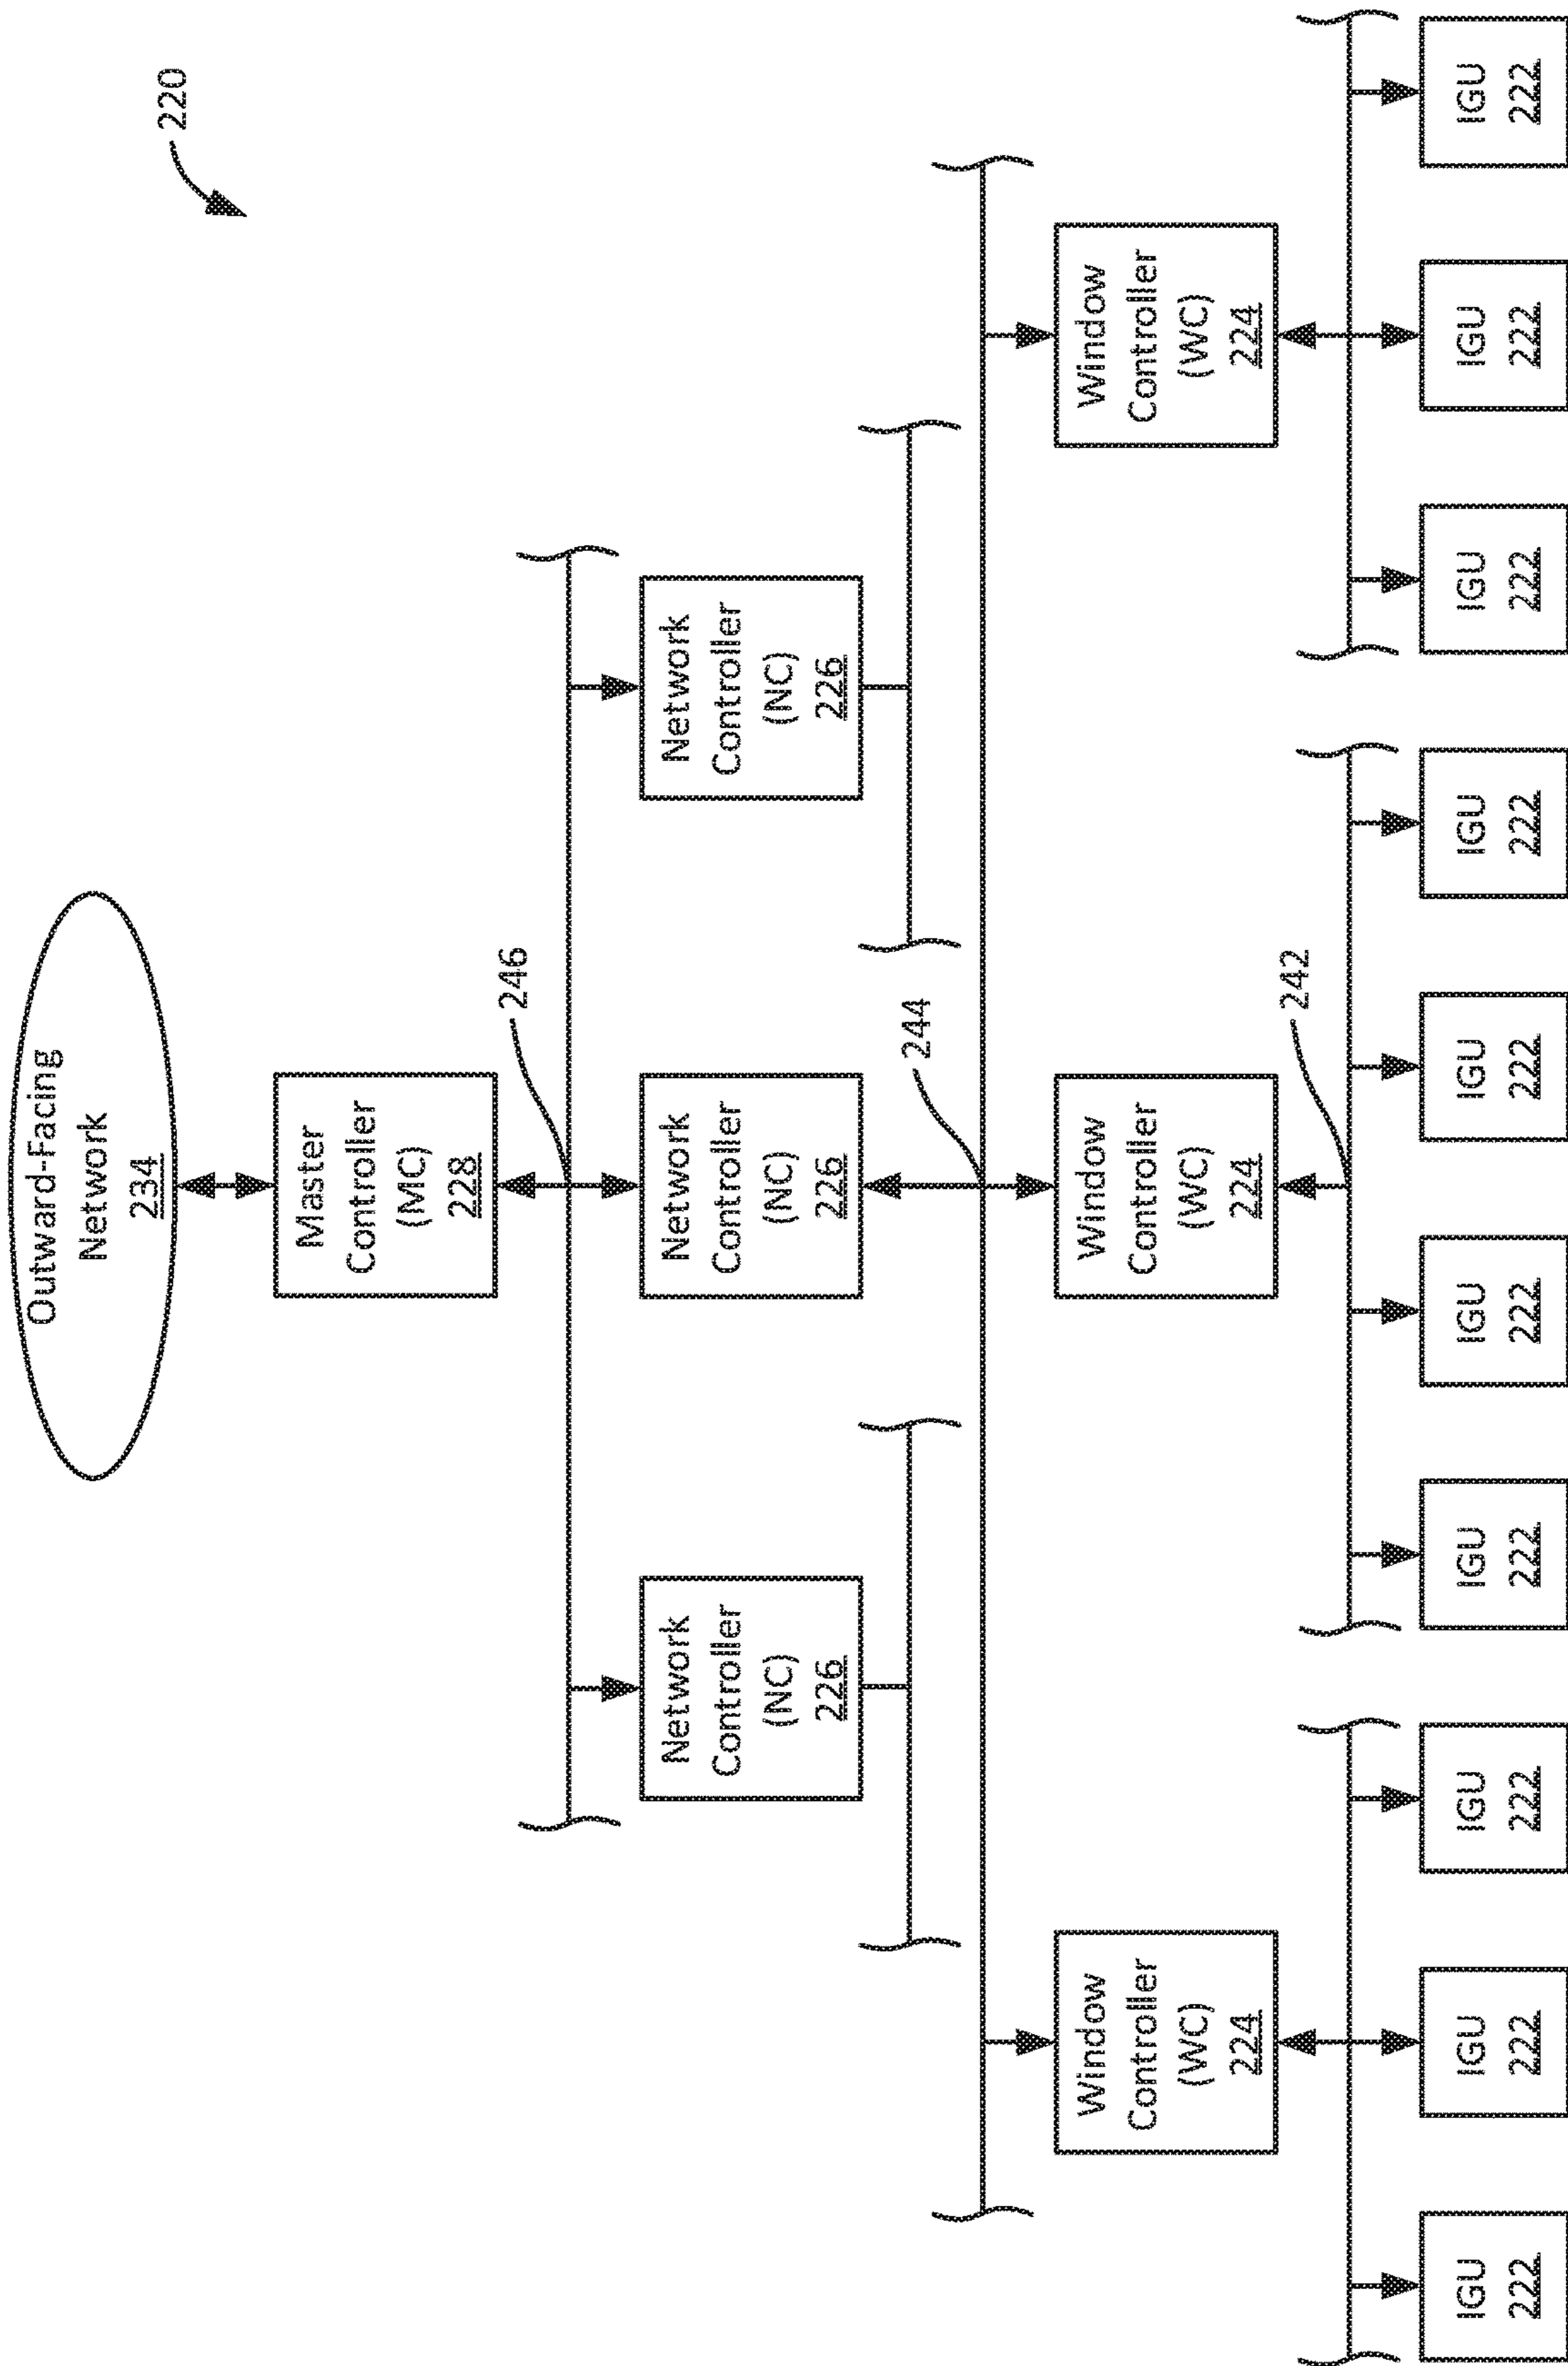 Outward-Facing
Network
234
220
Master
Controller
(MC)
228
246
Network
Controller
(NC)
226
Network
Controller
(NC)
226
Network
Controller
(NC)
226
244
Window
Controller
(WC)
224
Window
Controller
(WC)
224
Window
Controller
(WC)
224
242
IGU
222
IGU
222
IGU
222
IGU
222
IGU
222
IGU
222
IGU
222
IGU
222
IGU
222
IGU
222